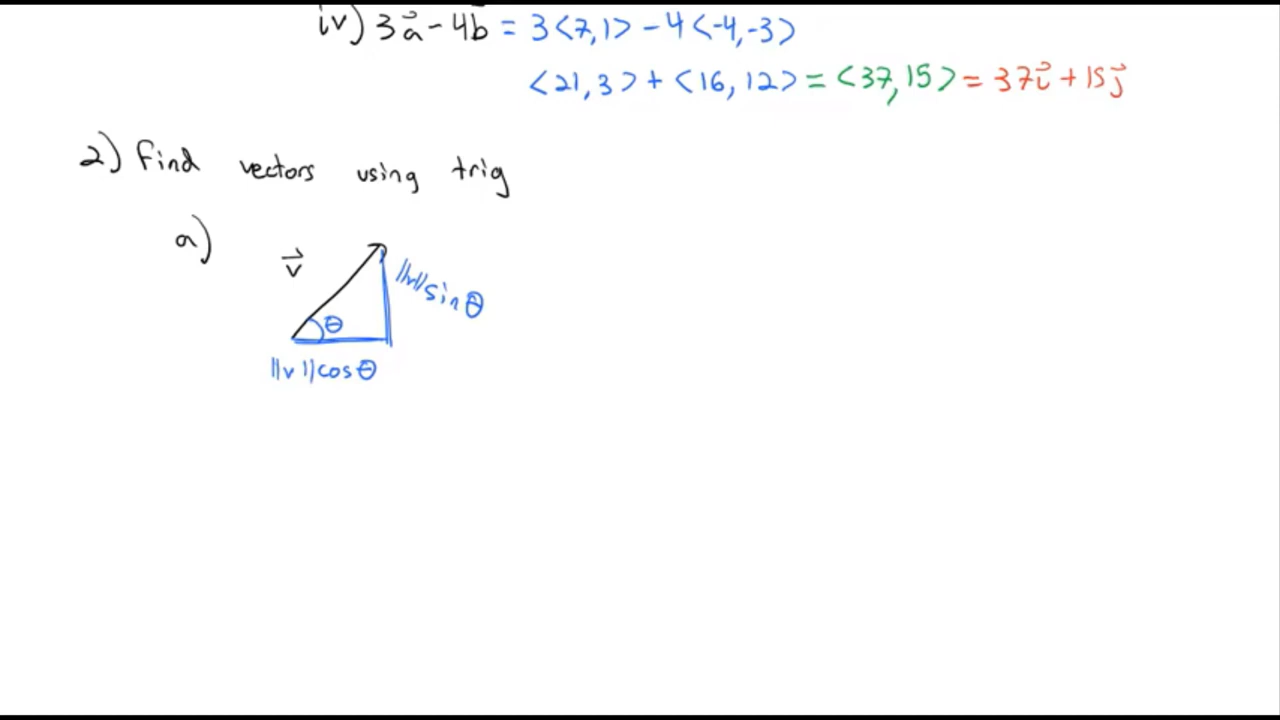 iv) 3a⃗ - 4b⃗ = 3<7,1> - 4<-4,-3>
<21,3> + <16,12> = <37,15> = 37i⃗ + 15j⃗
2) Find vectors using trig
a)
v⃗
||v||sinθ
θ
||v||cosθ